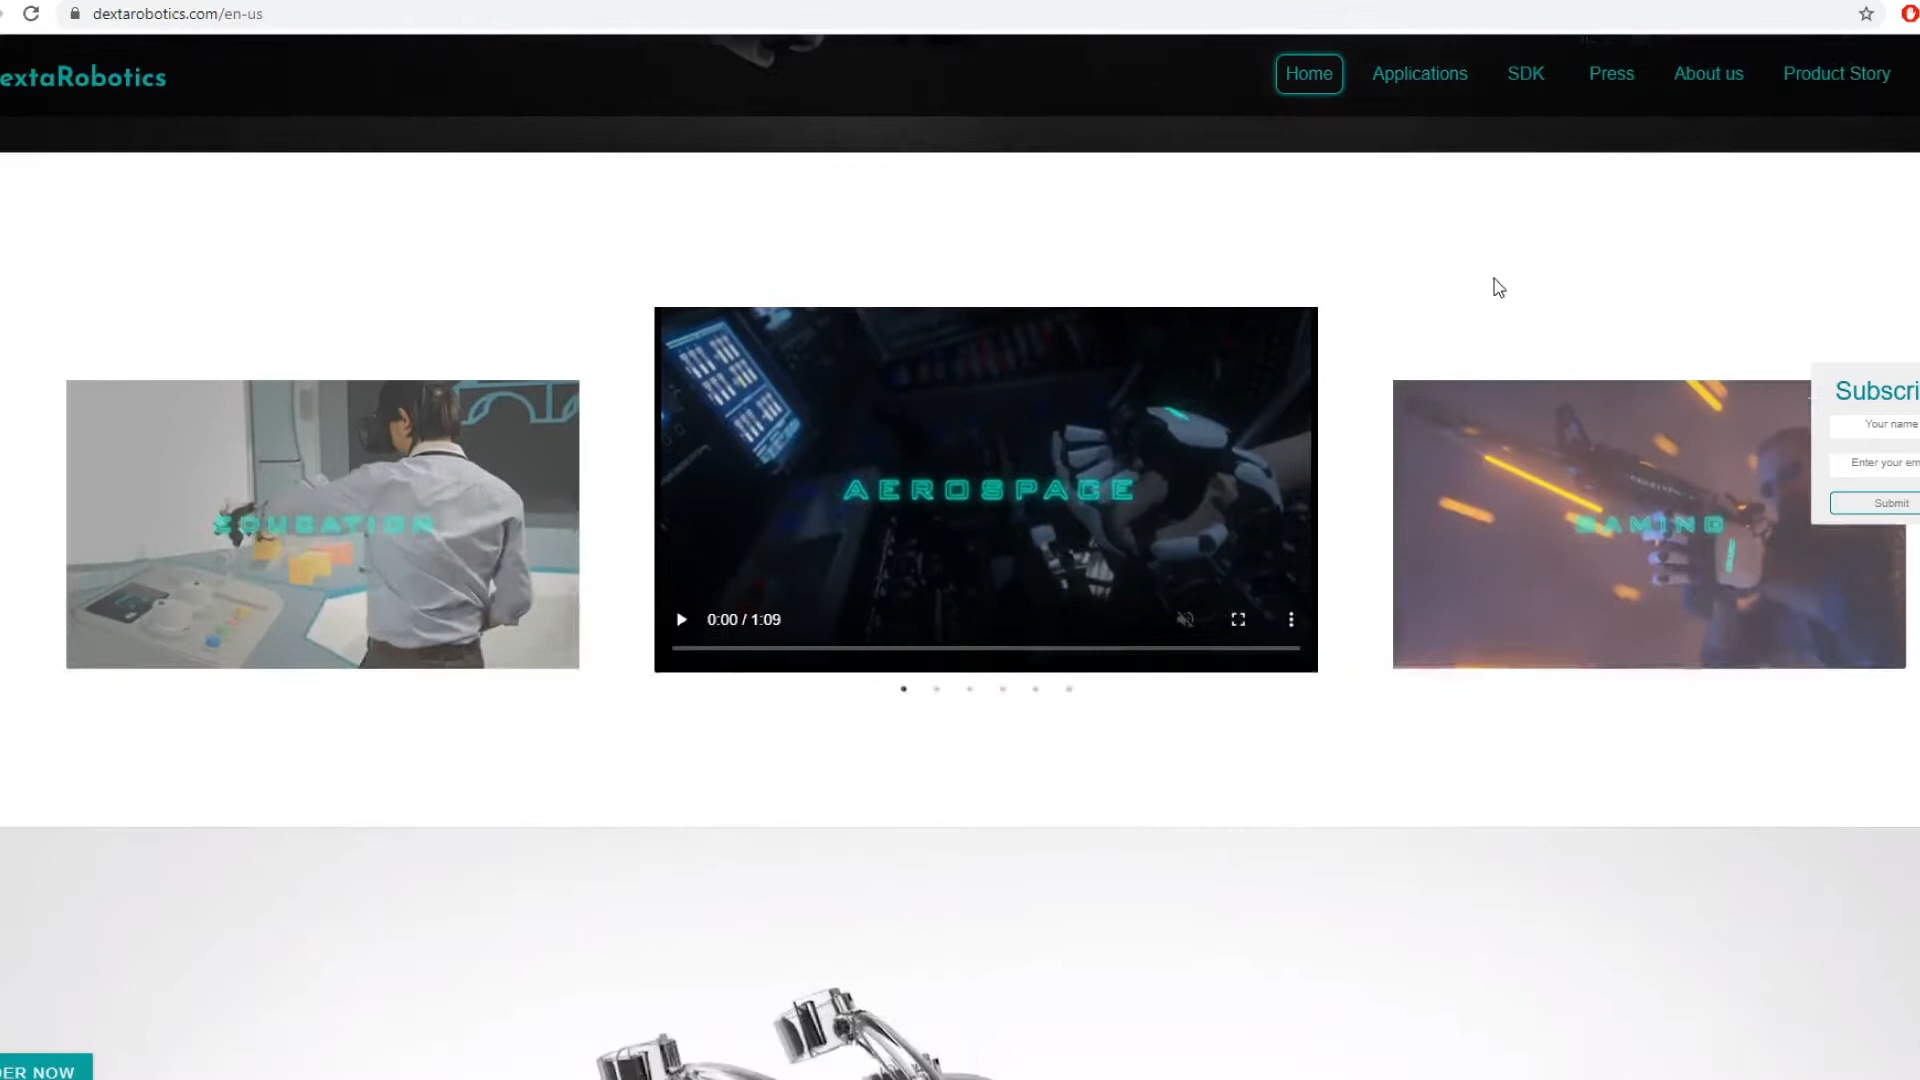 dextarobotics.com/en-us
extaRobotics
Home
Applications
SDK
Press
About us
Product Story
EDUCATION
AEROSPACE
0:00 / 1:09
GAMING
Subscri
Your name
Enter your em
Submit
DER NOW